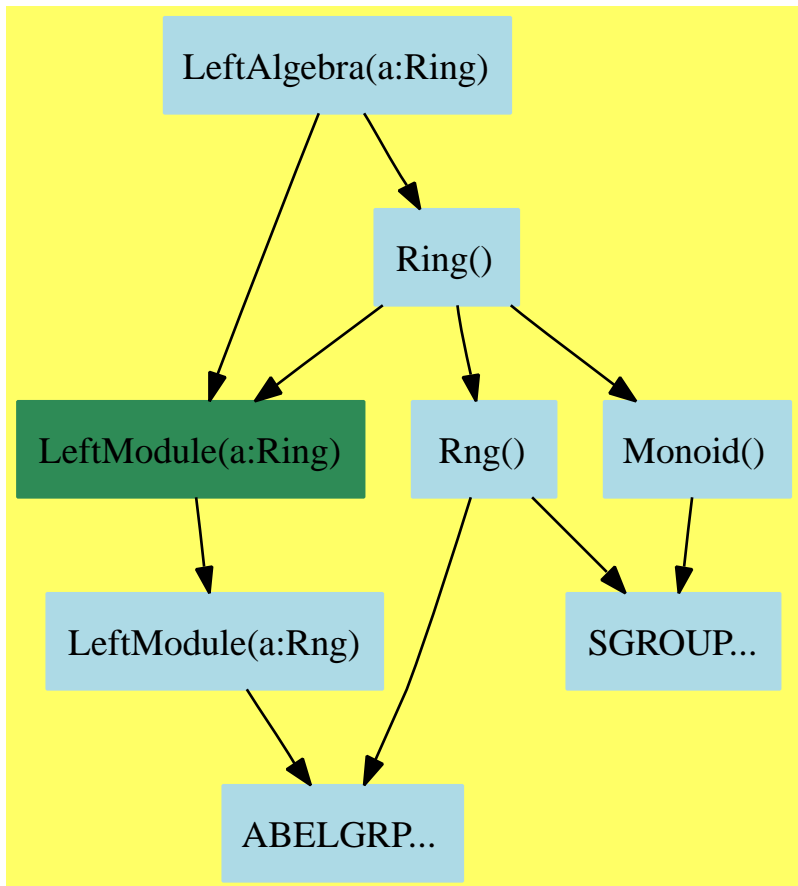 LeftAlgebra(a:Ring)
Ring()
LeftModule(a:Ring)
Rng()
Monoid()
LeftModule(a:Rng)
SGROUP...
ABELGRP...